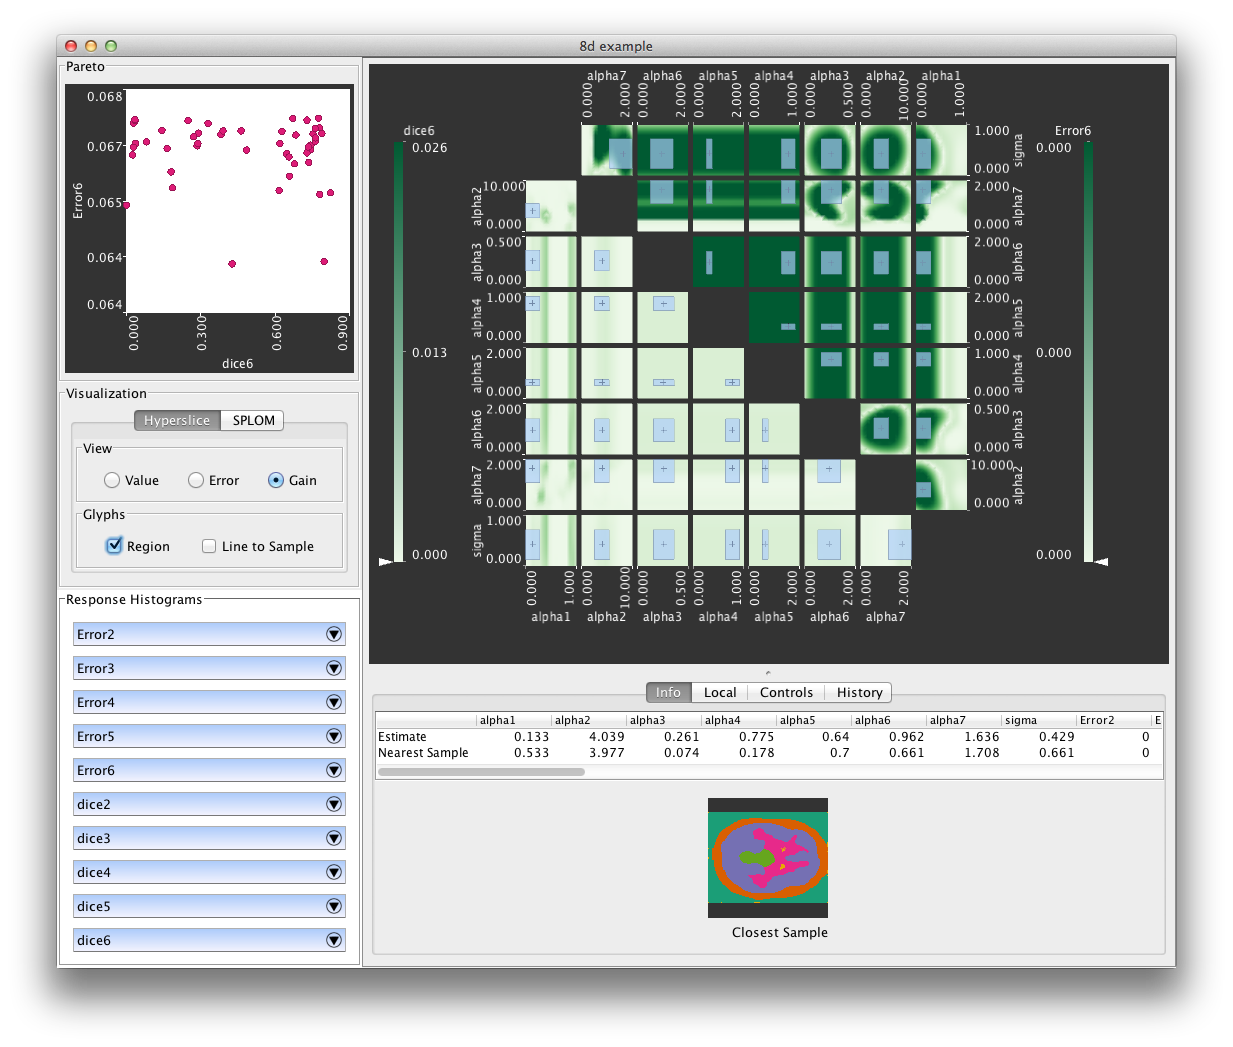 8d example
Pareto
0.068
0.067
0.065
0.064
0.064
Error6
0.000
0.300
0.600
0.900
dice6
Visualization
Hyperslice SPLOM
View
Value Error Gain
Glyphs
Region Line to Sample
Response Histograms
Error2
Error3
Error4
Error5
Error6
dice2
dice3
dice4
dice5
dice6
alpha7 alpha6 alpha5 alpha4 alpha3 alpha2 alpha1
0.000 2.000 0.000 2.000 0.000 2.000 0.000 1.000 0.000 0.500 0.000 10.000 0.000 1.000
dice6
0.026
0.013
0.000
Error6
0.000
0.000
0.000
1.000
0.000
sigma
alpha2
10.000
0.000
2.000
0.000
alpha7
alpha3
0.500
0.000
2.000
0.000
alpha6
alpha4
1.000
0.000
2.000
0.000
alpha5
alpha5
2.000
0.000
1.000
0.000
alpha4
alpha6
2.000
0.000
0.500
0.000
alpha3
alpha7
2.000
0.000
10.000
0.000
alpha2
sigma
1.000
0.000
0.000 1.000 0.000 10.000 0.000 0.500 0.000 1.000 0.000 2.000 0.000 2.000 0.000 2.000
alpha1 alpha2 alpha3 alpha4 alpha5 alpha6 alpha7
Info Local Controls History
alpha1 alpha2 alpha3 alpha4 alpha5 alpha6 alpha7 sigma Error2 E
Estimate 0.133 4.039 0.261 0.775 0.64 0.962 1.636 0.429 0
Nearest Sample 0.533 3.977 0.074 0.178 0.7 0.661 1.708 0.661 0
Closest Sample